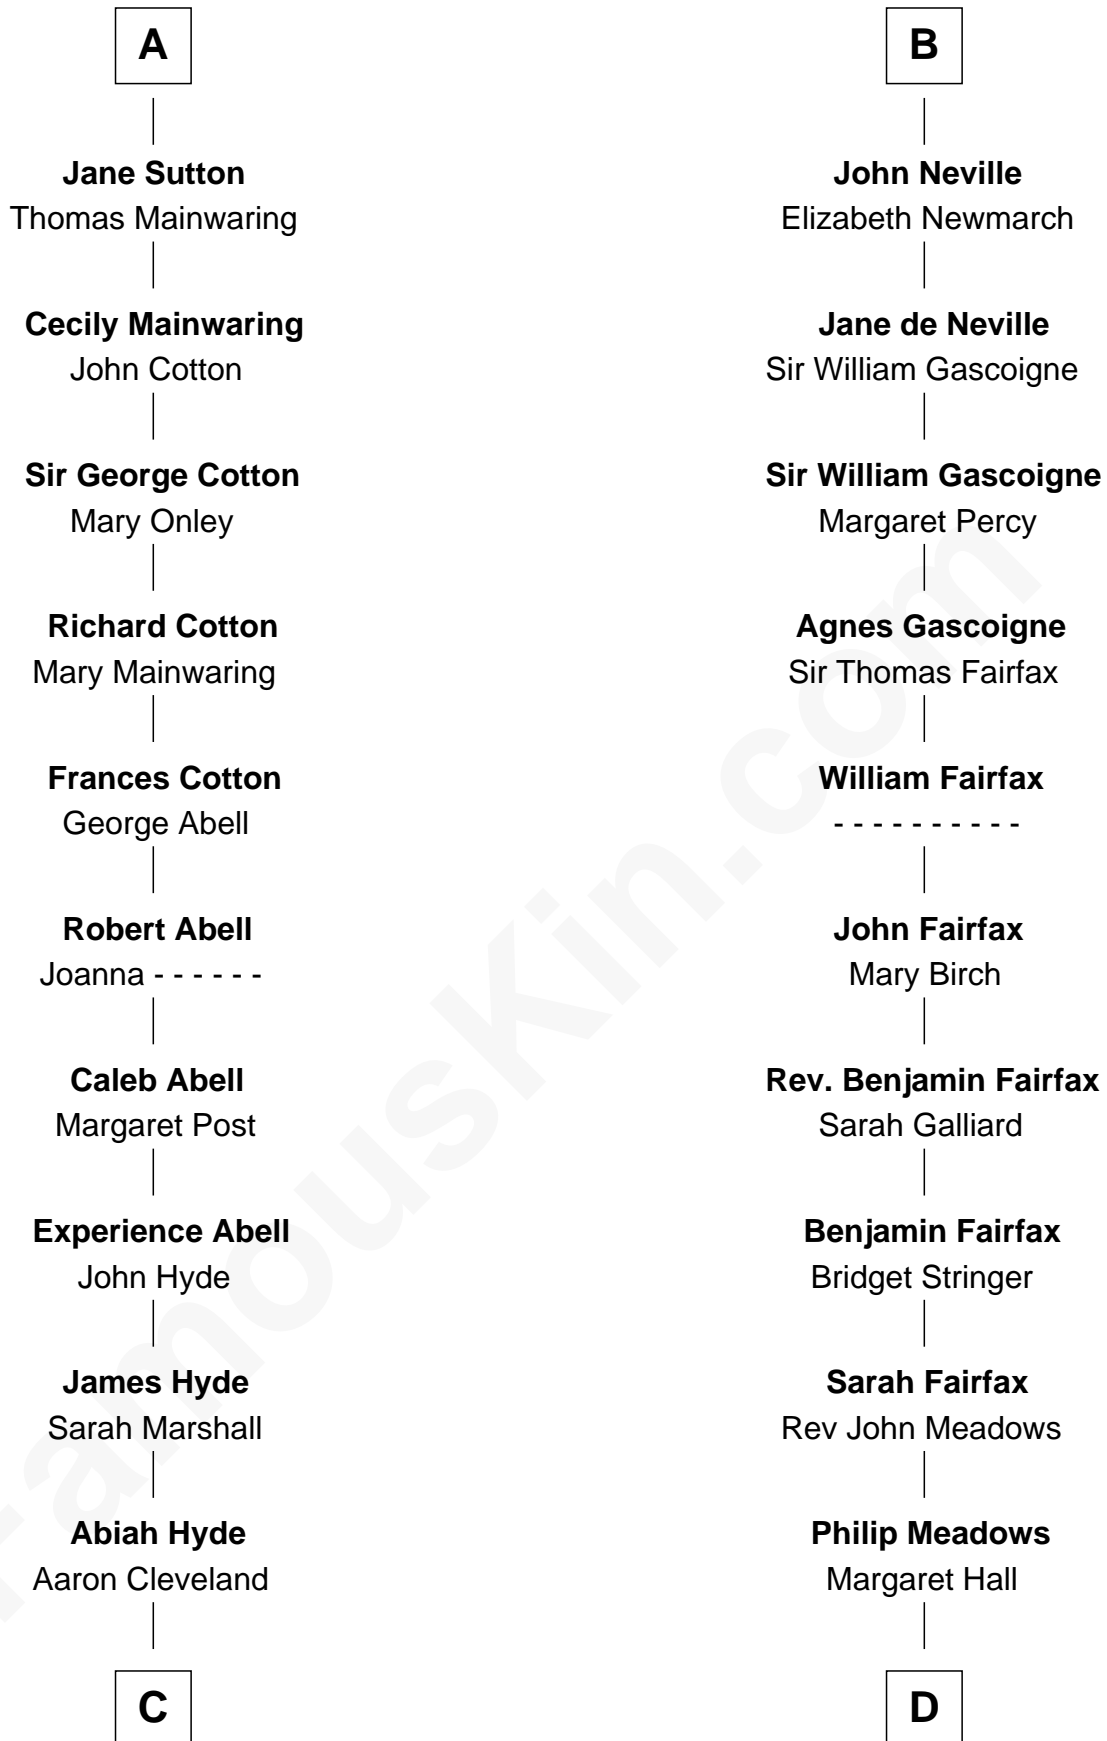 A
Jane Sutton
Thomas Mainwaring
Cecily Mainwaring
John Cotton
Sir George Cotton
Mary Onley
Richard Cotton
Mary Mainwaring
Frances Cotton
George Abell
Robert Abell
Joanna - - - - - -
Caleb Abell
Margaret Post
Experience Abell
John Hyde
James Hyde
Sarah Marshall
Abiah Hyde
Aaron Cleveland
C
B
John Neville
Elizabeth Newmarch
Jane de Neville
Sir William Gascoigne
Sir William Gascoigne
Margaret Percy
Agnes Gascoigne
Sir Thomas Fairfax
William Fairfax
- - - - - - - - - -
John Fairfax
Mary Birch
Rev. Benjamin Fairfax
Sarah Galliard
Benjamin Fairfax
Bridget Stringer
Sarah Fairfax
Rev John Meadows
Philip Meadows
Margaret Hall
D
FamousKin.com